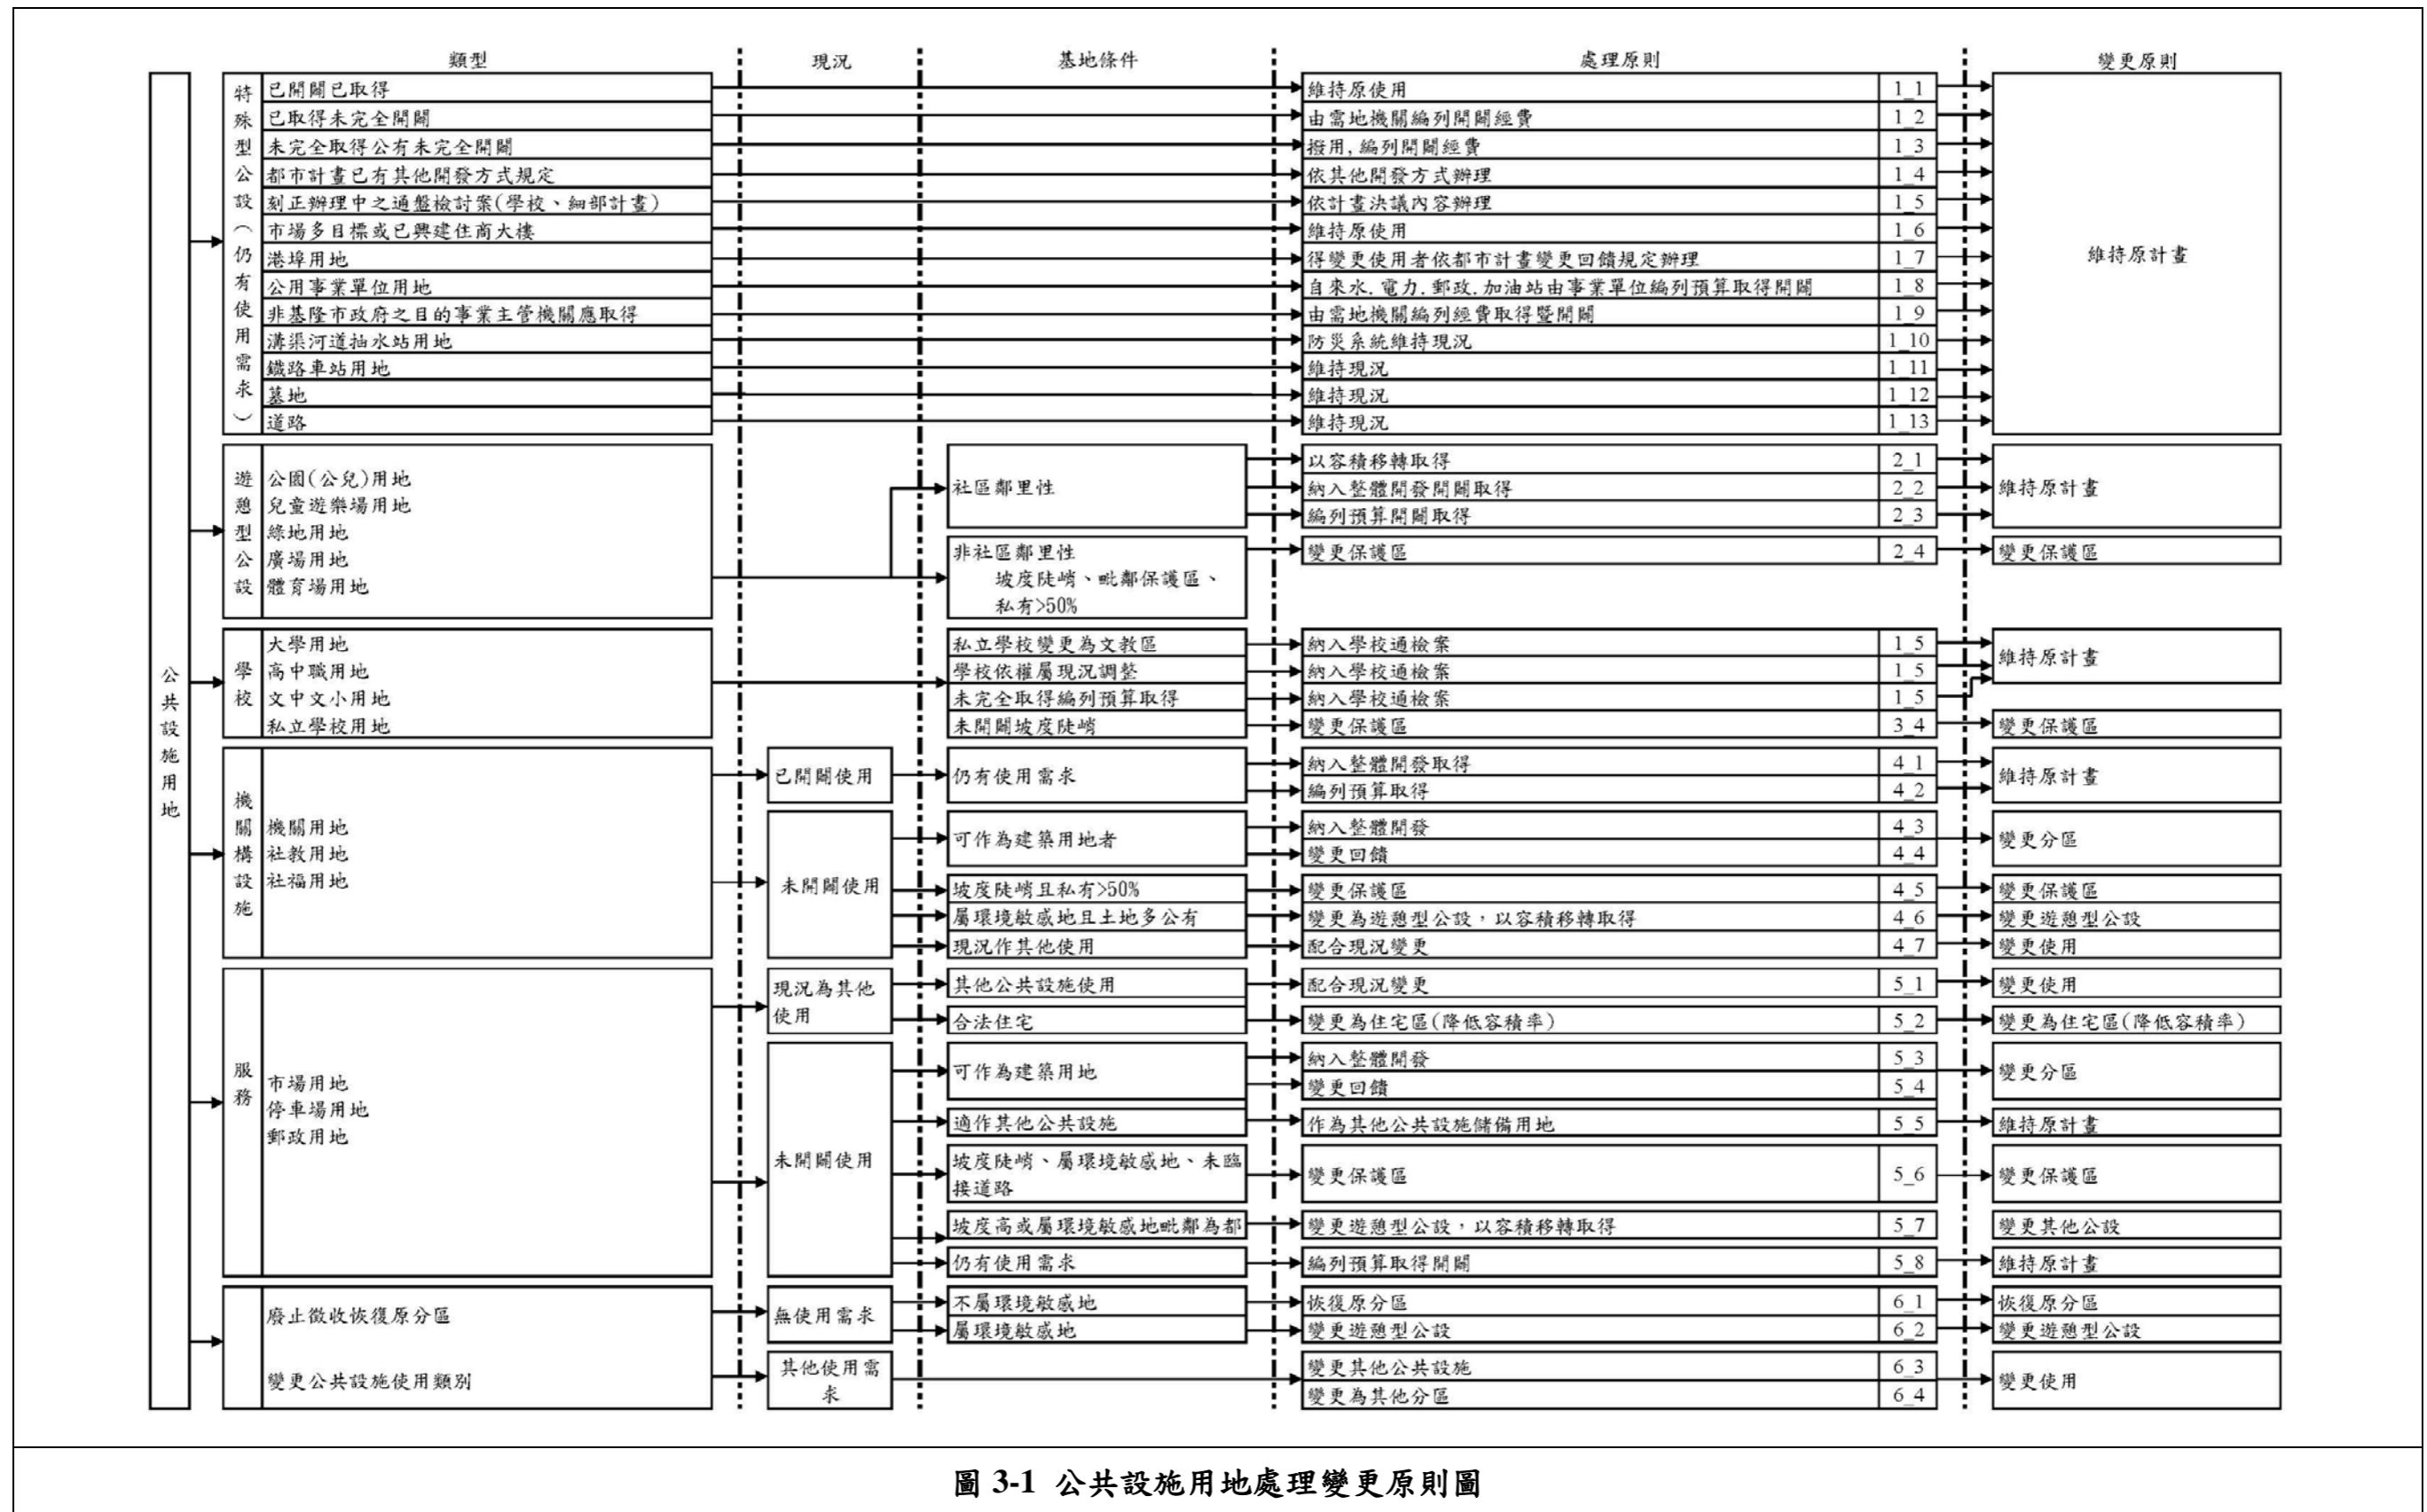 類型 現況 基地條件 處理原則 變更原則
公共設施用地
特殊型公設（仍有使用需求）
已開闢已取得 維持原使用 1_1
已取得未完全開闢 由需地機關編列開闢經費 1_2
未完全取得公有未完全開闢 撥用,編列開闢經費 1_3
都市計畫已有其他開發方式規定 依其他開發方式辦理 1_4
刻正辦理中之通盤檢討案(學校、細部計畫) 依計畫決議內容辦理 1_5
市場多目標或已興建住商大樓 維持原使用 1_6
港埠用地 得變更使用者依都市計畫變更回饋規定辦理 1_7
維持原計畫
公用事業單位用地 自來水.電力.郵政.加油站由事業單位編列預算取得開闢 1_8
非基隆市政府之目的事業主管機關應取得 由需地機關編列經費取得暨開闢 1_9
溝渠河道抽水站用地 防災系統維持現況 1_10
鐵路車站用地 維持現況 1_11
墓地 維持現況 1_12
道路 維持現況 1_13
遊憩型公設
公園(公兒)用地
兒童遊樂場用地
綠地用地
廣場用地
體育場用地
社區鄰里性
以容積移轉取得 2_1
納入整體開發開闢取得 2_2
編列預算開闢取得 2_3
維持原計畫
非社區鄰里性
坡度陡峭、毗鄰保護區、
私有>50%
變更保護區 2_4 變更保護區
學校
大學用地
高中職用地
文中文小用地
私立學校用地
私立學校變更為文教區 納入學校通檢案 1_5
學校依權屬現況調整 納入學校通檢案 1_5
未完全取得編列預算取得 納入學校通檢案 1_5
維持原計畫
未開闢坡度陡峭 變更保護區 3_4 變更保護區
機關構設施
機關用地
社教用地
社福用地
已開闢使用 仍有使用需求
納入整體開發取得 4_1
編列預算取得 4_2
維持原計畫
未開闢使用
可作為建築用地者
納入整體開發 4_3
變更回饋 4_4
變更分區
坡度陡峭且私有>50% 變更保護區 4_5 變更保護區
屬環境敏感地且土地多公有 變更為遊憩型公設，以容積移轉取得 4_6 變更遊憩型公設
現況作其他使用 配合現況變更 4_7 變更使用
服務
市場用地
停車場用地
郵政用地
現況為其他
使用
其他公共設施使用 配合現況變更 5_1 變更使用
合法住宅 變更為住宅區(降低容積率) 5_2 變更為住宅區(降低容積率)
未開闢使用
可作為建築用地
納入整體開發 5_3
變更回饋 5_4
變更分區
適作其他公共設施 作為其他公共設施儲備用地 5_5 維持原計畫
坡度陡峭、屬環境敏感地、未臨
接道路
變更保護區 5_6 變更保護區
坡度高或屬環境敏感地毗鄰為都 變更遊憩型公設，以容積移轉取得 5_7 變更其他公設
仍有使用需求 編列預算取得開闢 5_8 維持原計畫
廢止徵收恢復原分區
無使用需求
不屬環境敏感地 恢復原分區 6_1 恢復原分區
屬環境敏感地 變更遊憩型公設 6_2 變更遊憩型公設
變更公共設施使用類別
其他使用需
求
變更其他公共設施 6_3
變更為其他分區 6_4
變更使用
圖 3-1 公共設施用地處理變更原則圖